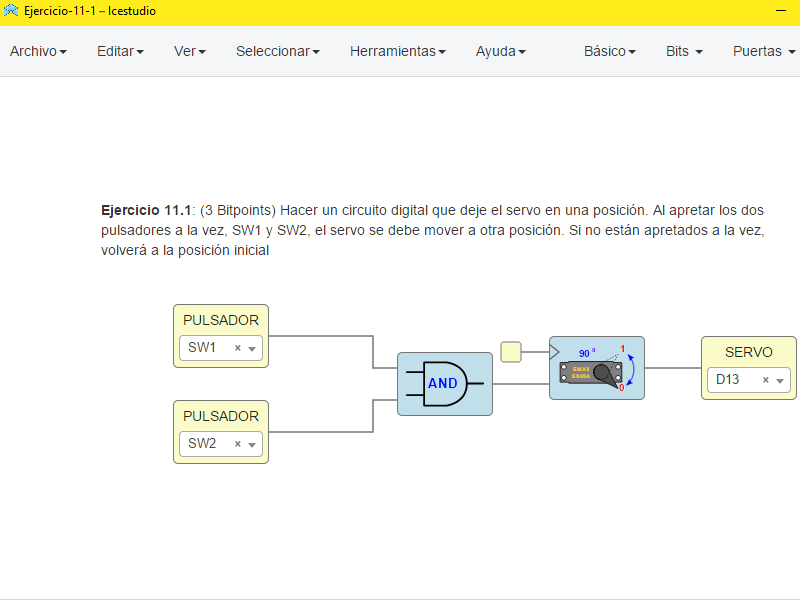 Ejercicio-11-1 – Icestudio
Archivo Editar Ver Seleccionar Herramientas Ayuda Básico Bits Puertas
Ejercicio 11.1: (3 Bitpoints) Hacer un circuito digital que deje el servo en una posición. Al apretar los dos
pulsadores a la vez, SW1 y SW2, el servo se debe mover a otra posición. Si no están apretados a la vez,
volverá a la posición inicial
PULSADOR
SW1 ×
AND
90 º 1
EMAX
ES08A
0
SERVO
D13 ×
PULSADOR
SW2 ×